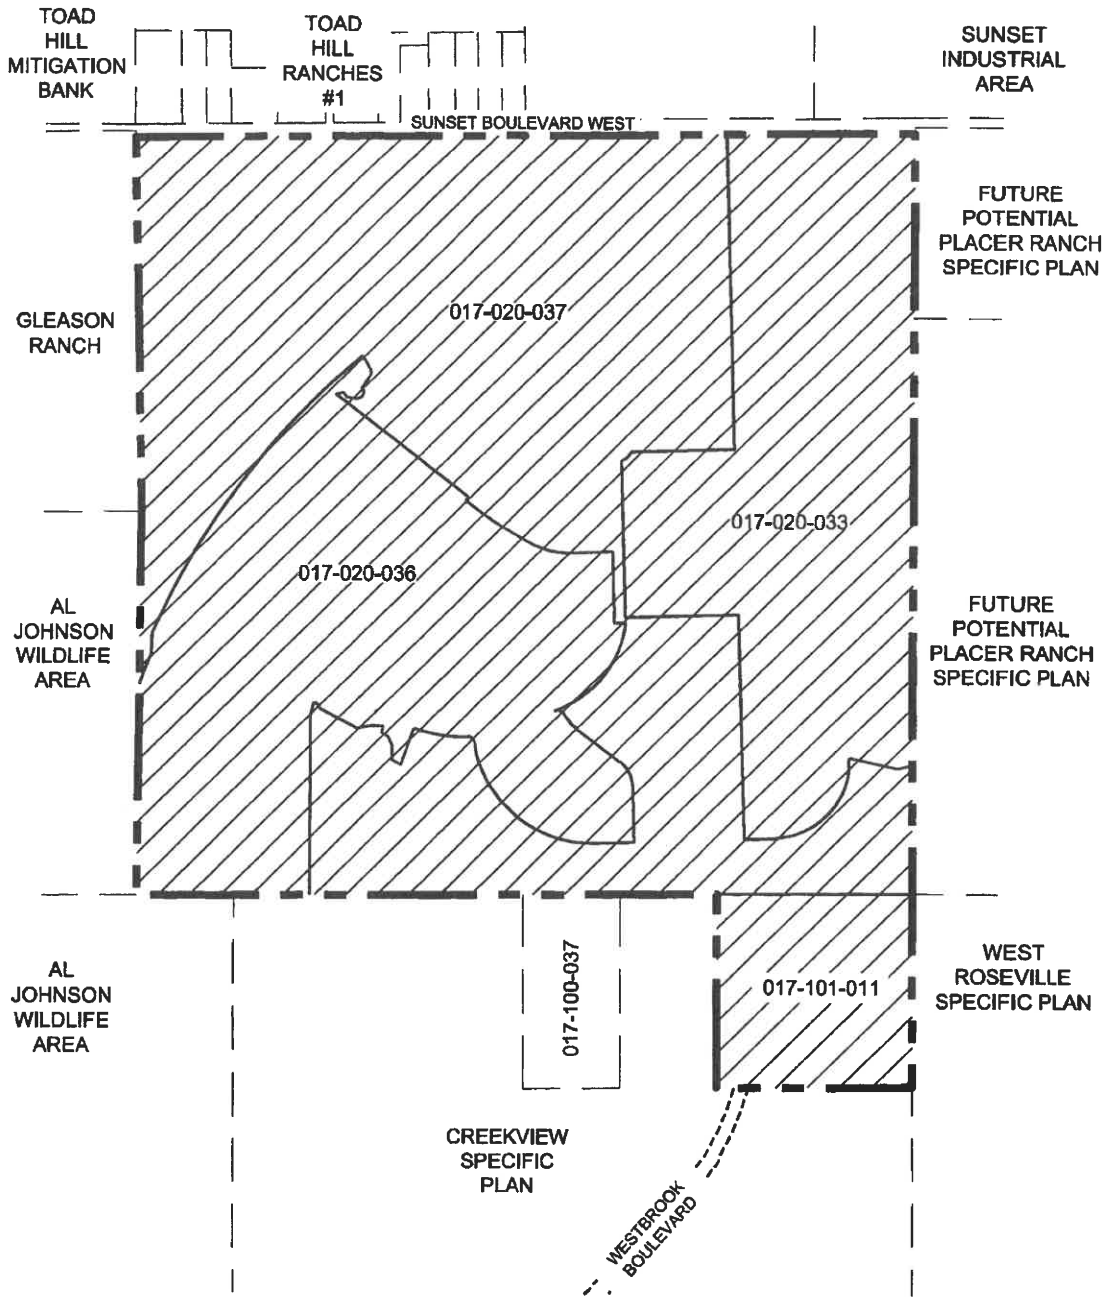 TOAD
HILL
MITIGATION
BANK
TOAD
HILL
RANCHES
#1
SUNSET
INDUSTRIAL
AREA
SUNSET BOULEVARD WEST
FUTURE
POTENTIAL
PLACER RANCH
SPECIFIC PLAN
GLEASON
RANCH
017-020-037
017-020-033
017-020-036
AL
JOHNSON
WILDLIFE
AREA
FUTURE
POTENTIAL
PLACER RANCH
SPECIFIC PLAN
AL
JOHNSON
WILDLIFE
AREA
017-100-037
017-101-011
WEST
ROSEVILLE
SPECIFIC PLAN
CREEKVIEW
SPECIFIC
PLAN
WESTBROOK
BOULEVARD